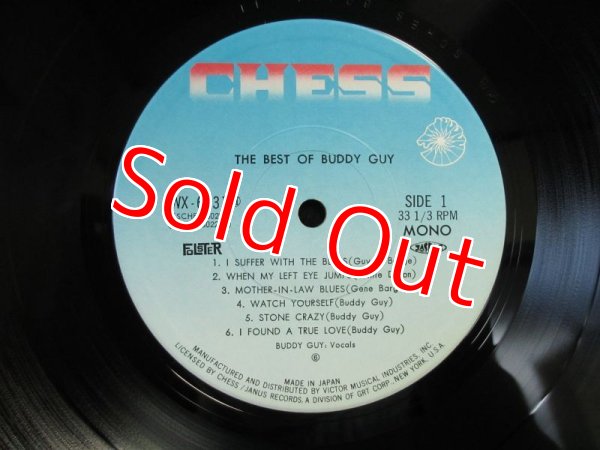 CHESS
THE BEST OF BUDDY GUY
Sold Out
SIDE 1
33 1/3 RPM
MONO
1. I SUFFER WITH THE BLUES
2. WHEN MY LEFT EYE
3. MOTHER-IN-LAW BLUES(Gene
4. WATCH YOURSELF(Buddy Guy)
5. STONE CRAZY(Buddy Guy)
6. I FOUND A TRUE LOVE(Buddy Guy)
BUDDY GUY: Vocals
MADE IN JAPAN
MANUFACTURED AND DISTRIBUTED BY VICTOR MUSICAL INDUSTRIES, INC.
LICENSED BY CHESS/JANUS RECORDS, A DIVISION OF GRT CORP., NEW YORK, U.S.A.